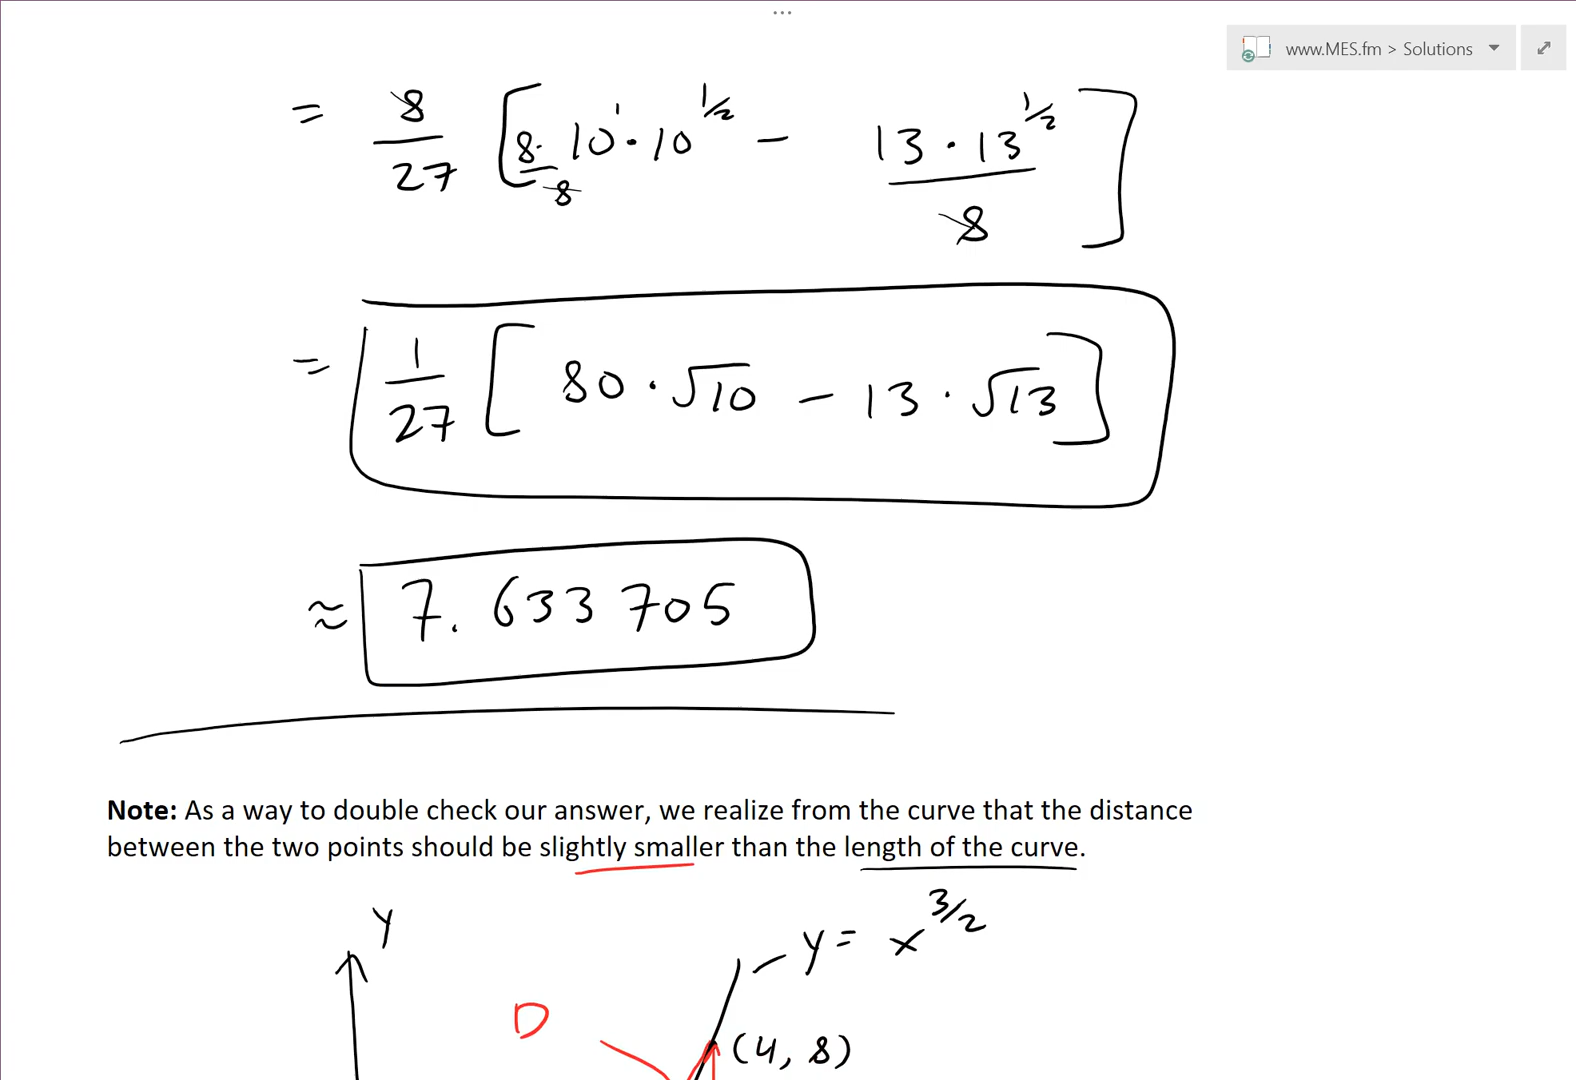 www.MES.fm > Solutions
= 8/27 [ 8·/8 10¹ · 10^1/2 − 13 · 13^1/2 / 8 ]
= 1/27 [ 80 · √10 − 13 · √13 ]
≈ 7.633 705
Note: As a way to double check our answer, we realize from the curve that the distance
between the two points should be slightly smaller than the length of the curve.
y
y = x^3/2
D
(4, 8)